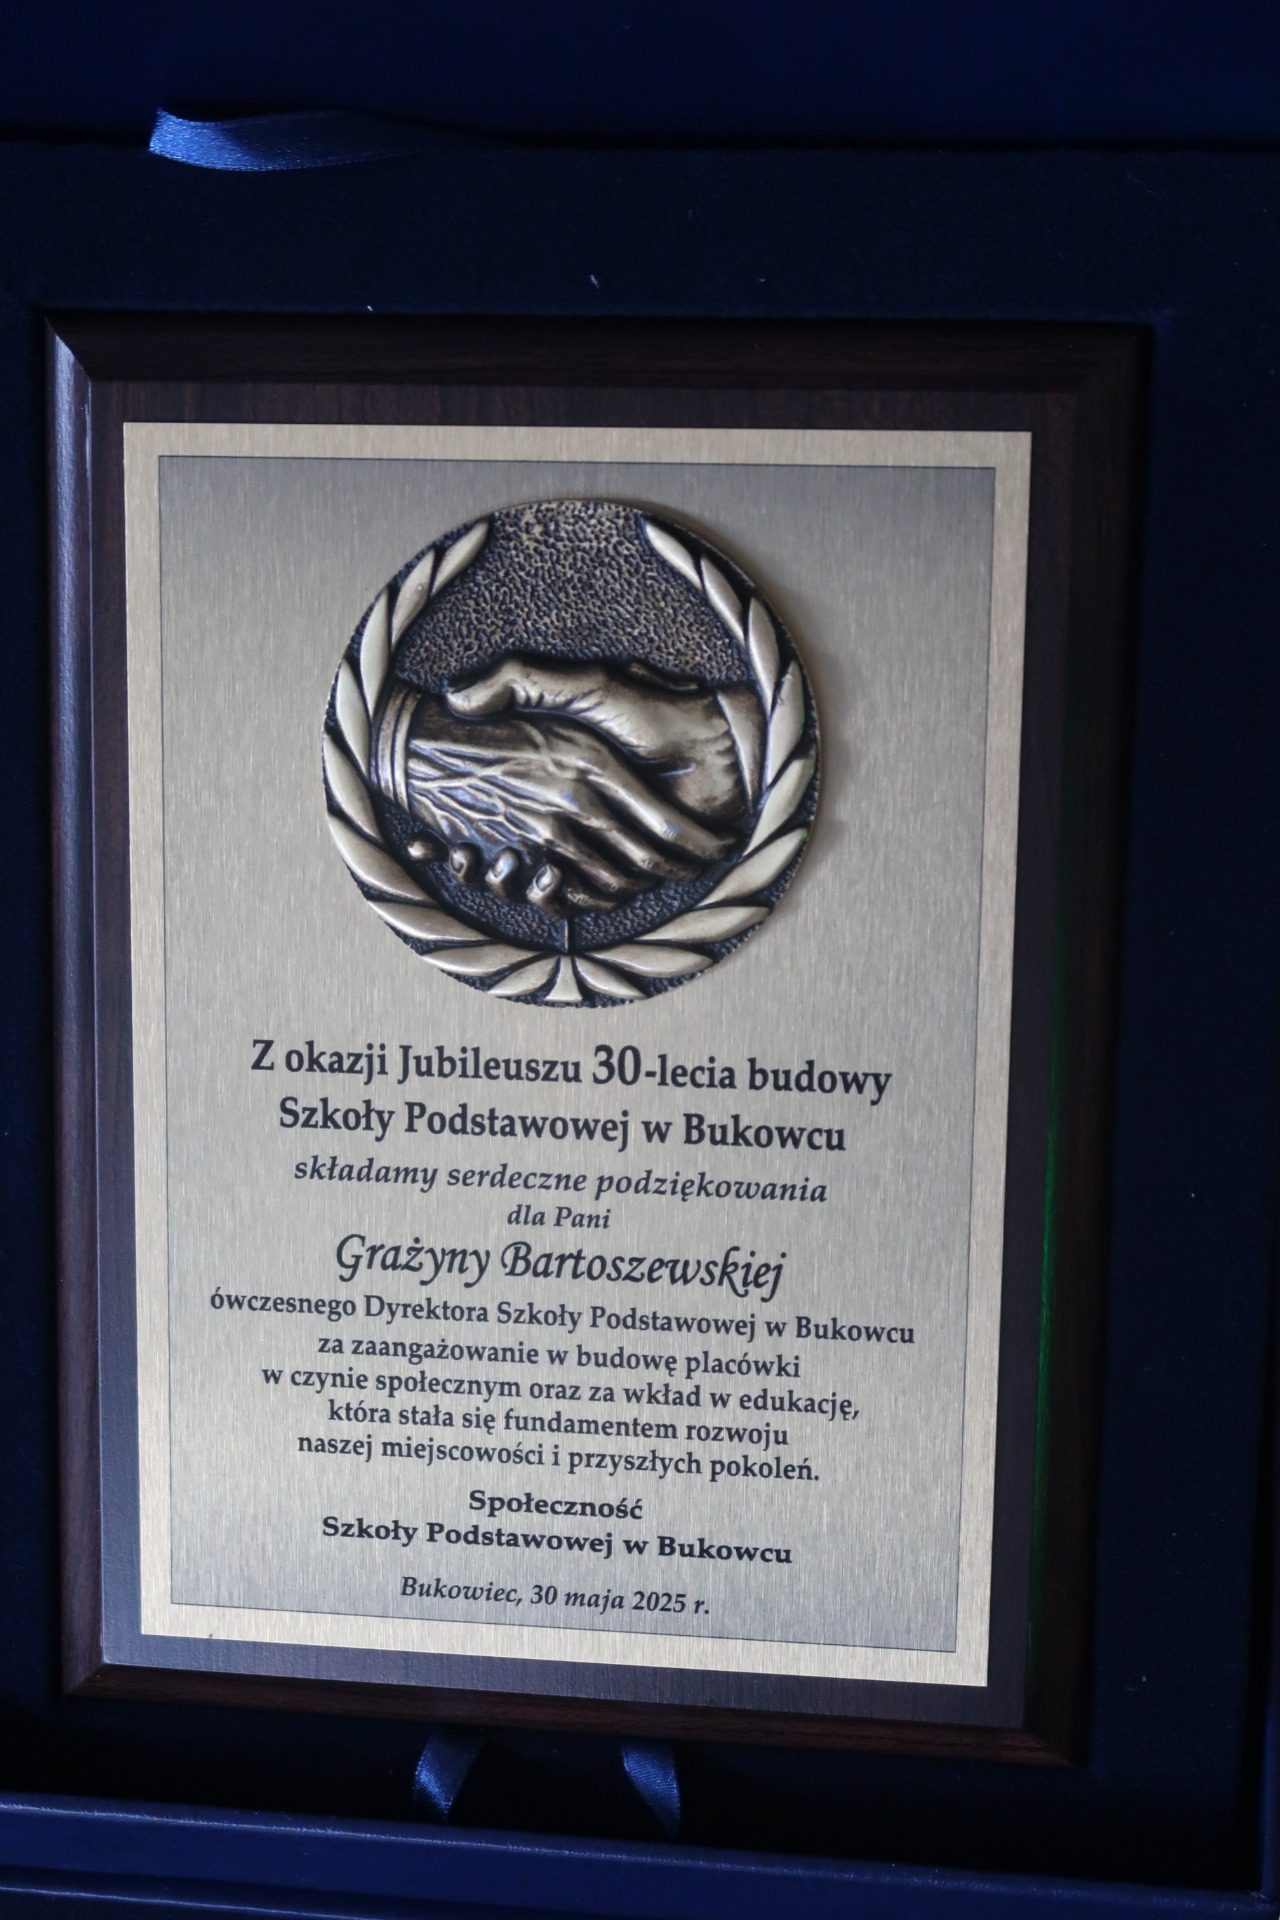 Z okazji Jubileuszu 30-lecia budowy
Szkoły Podstawowej w Bukowcu
składamy serdeczne podziękowania
dla Pani
Grażyny Bartoszewskiej
ówczesnego Dyrektora Szkoły Podstawowej w Bukowcu
za zaangażowanie w budowę placówki
w czynie społecznym oraz za wkład w edukację,
która stała się fundamentem rozwoju
naszej miejscowości i przyszłych pokoleń.
Społeczność
Szkoły Podstawowej w Bukowcu
Bukowiec, 30 maja 2025 r.